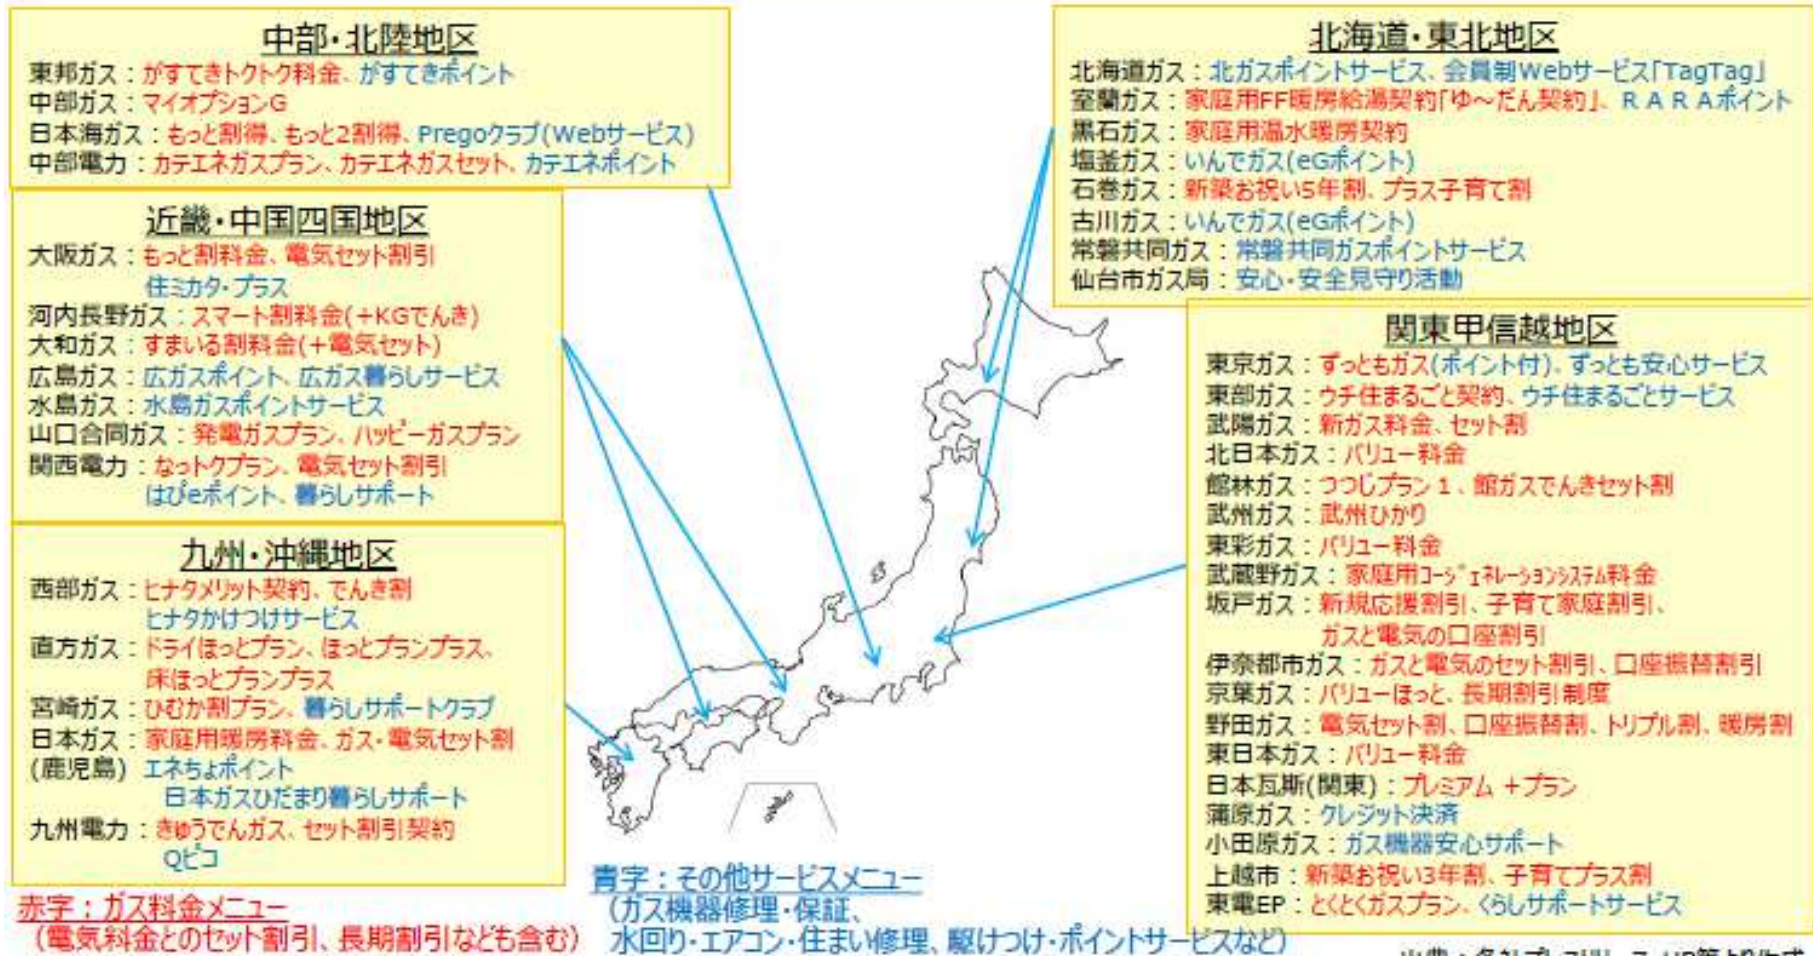 中部・北陸地区
東邦ガス：がすてきトクトク料金、がすてきポイント
中部ガス：マイオプションG
日本海ガス：もっと割得、もっと2割得、Pregoクラブ(Webサービス)
中部電力：カテエネガスプラン、カテエネガスセット、カテエネポイント
近畿・中国四国地区
大阪ガス：もっと割料金、電気セット割引
住ミカタ・プラス
河内長野ガス：スマート割料金(+KGでんき)
大和ガス：すまいる割料金(+電気セット)
広島ガス：広ガスポイント、広ガス暮らしサービス
水島ガス：水島ガスポイントサービス
山口合同ガス：発電ガスプラン、ハッピーガスプラン
関西電力：なっトクプラン、電気セット割引
はぴeポイント、暮らしサポート
九州・沖縄地区
西部ガス：ヒナタメリット契約、でんき割
ヒナタかけつけサービス
直方ガス：ドライほっとプラン、ほっとプランプラス、
床ほっとプランプラス
宮崎ガス：ひむか割プラン、暮らしサポートクラブ
日本ガス：家庭用暖房料金、ガス・電気セット割
(鹿児島) エネちょポイント
日本ガスひだまり暮らしサポート
九州電力：きゅうでんガス、セット割引契約
Qピコ
赤字：ガス料金メニュー
(電気料金とのセット割引、長期割引なども含む)
青字：その他サービスメニュー
(ガス機器修理・保証、
水回り・エアコン・住まい修理、駆けつけ・ポイントサービスなど)
北海道・東北地区
北海道ガス：北ガスポイントサービス、会員制Webサービス「TagTag」
室蘭ガス：家庭用FF暖房給湯契約「ゆ～だん契約」、ＲＡＲＡポイント
黒石ガス：家庭用温水暖房契約
塩釜ガス：いんでガス(eGポイント)
石巻ガス：新築お祝い5年割、プラス子育て割
古川ガス：いんでガス(eGポイント)
常磐共同ガス：常磐共同ガスポイントサービス
仙台市ガス局：安心・安全見守り活動
関東甲信越地区
東京ガス：ずっともガス(ポイント付)、ずっとも安心サービス
東部ガス：ウチ住まるごと契約、ウチ住まるごとサービス
武陽ガス：新ガス料金、セット割
北日本ガス：バリュー料金
館林ガス：つつじプラン１、館ガスでんきセット割
武州ガス：武州ひかり
東彩ガス：バリュー料金
武蔵野ガス：家庭用コージェネレーションシステム料金
坂戸ガス：新規応援割引、子育て家庭割引、
ガスと電気の口座割引
伊奈都市ガス：ガスと電気のセット割引、口座振替割引
京葉ガス：バリューほっと、長期割引制度
野田ガス：電気セット割、口座振替割、トリプル割、暖房割
東日本ガス：バリュー料金
日本瓦斯(関東)：プレミアム +プラン
蒲原ガス：クレジット決済
小田原ガス：ガス機器安心サポート
上越市：新築お祝い3年割、子育てプラス割
東電EP：とくとくガスプラン、くらしサポートサービス